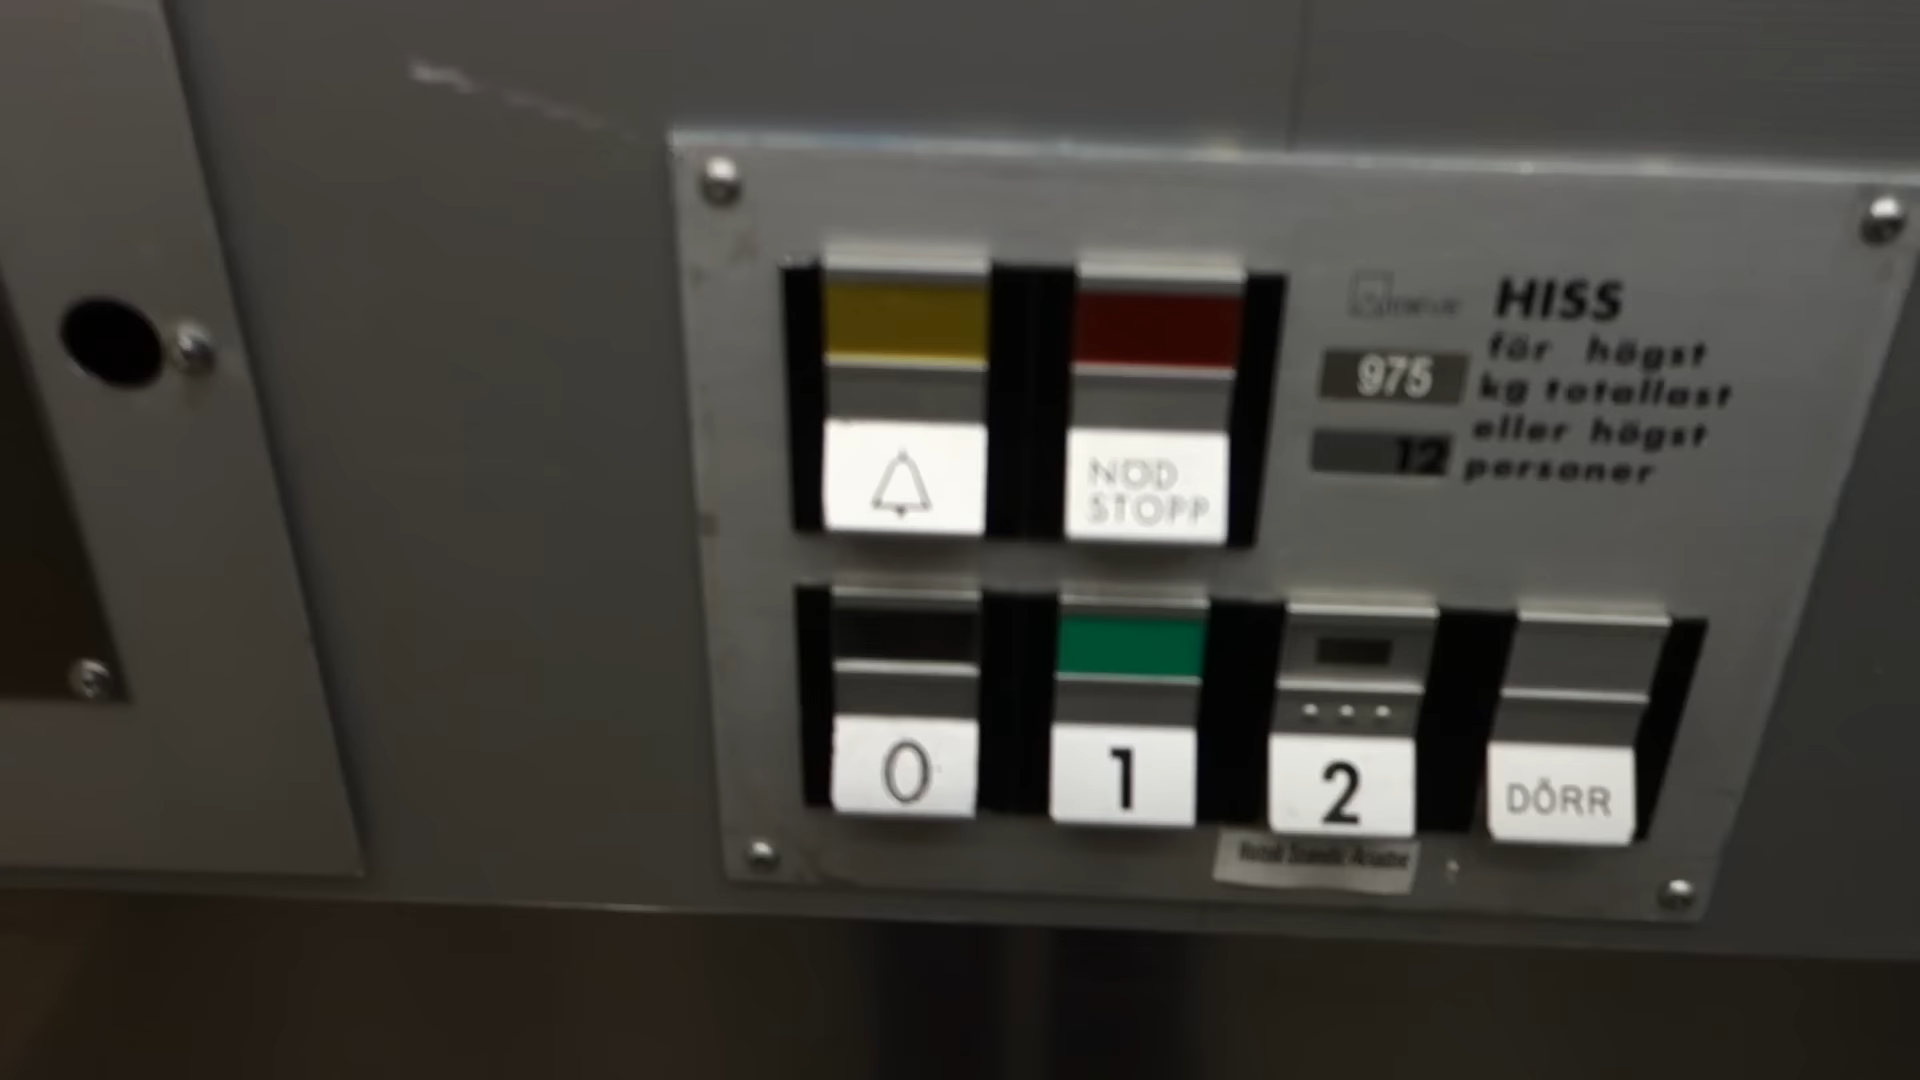 HISS
för högst
975 kg totallast
eller högst
12 personer
NÖD
STOPP
0
1
2
DÖRR